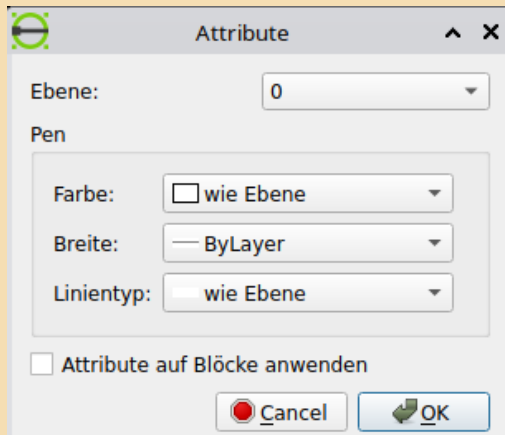 Attribute
Ebene: 0
Pen
Farbe: wie Ebene
Breite: ByLayer
Linientyp: wie Ebene
Attribute auf Blöcke anwenden
Cancel OK